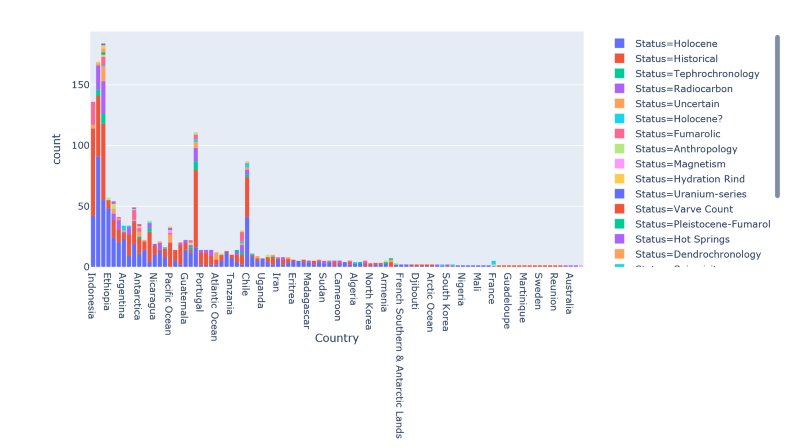 Status=Holocene
Status=Historical
Status=Tephrochronology
Status=Radiocarbon
Status=Uncertain
Status=Holocene?
Status=Fumarolic
Status=Anthropology
Status=Magnetism
Status=Hydration Rind
Status=Uranium-series
Status=Varve Count
Status=Pleistocene-Fumarol
Status=Hot Springs
Status=Dendrochronology
150
100
50
0
count
Indonesia
Ethiopia
Argentina
Antarctica
Nicaragua
Pacific Ocean
Guatemala
Portugal
Atlantic Ocean
Tanzania
Chile
Uganda
Iran
Eritrea
Madagascar
Sudan
Cameroon
Algeria
North Korea
Armenia
French Southern & Antarctic Lands
Djibouti
Arctic Ocean
South Korea
Nigeria
Mali
France
Guadeloupe
Martinique
Sweden
Reunion
Australia
Country